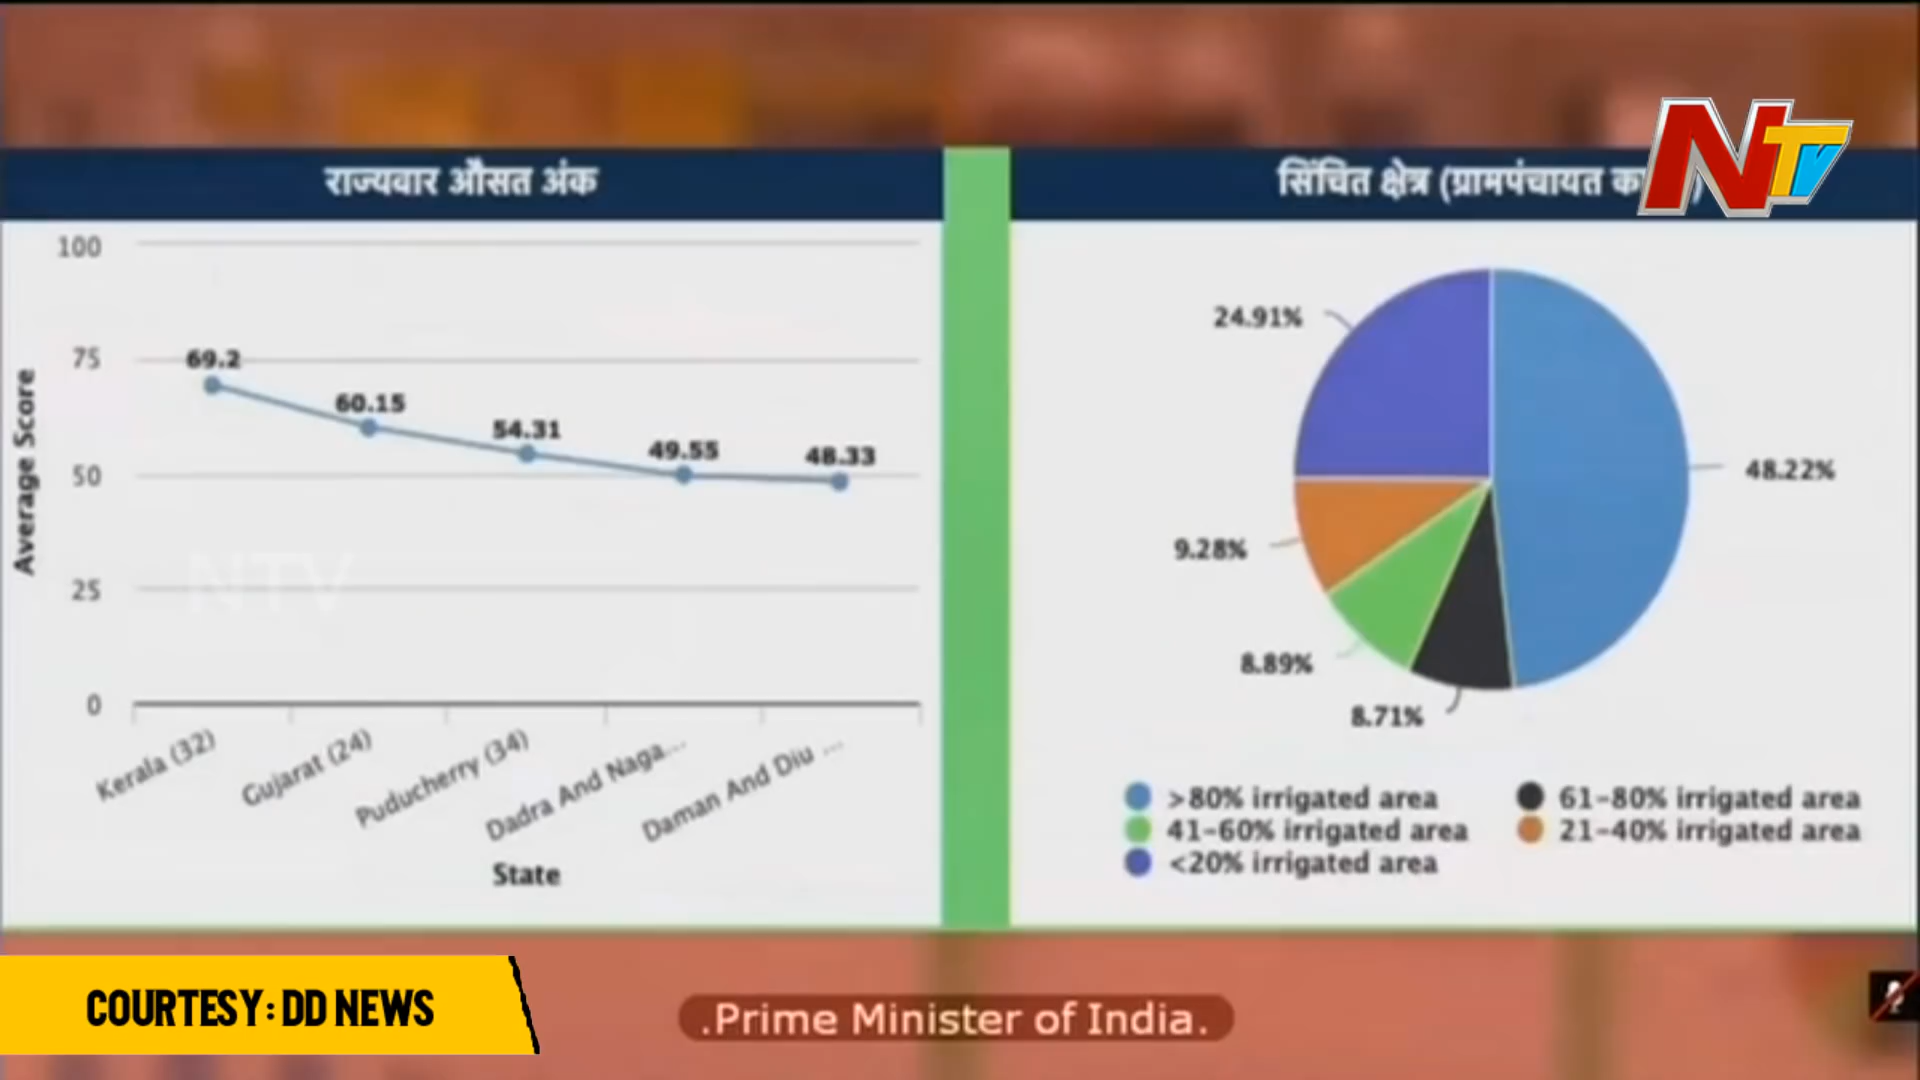 NTV
राज्यवार औसत अंक
100
75
50
25
0
Average Score
69.2
60.15
54.31
49.55
48.33
NTV
Kerala (32)
Gujarat (24)
Puducherry (34)
Dadra And Naga...
Daman And Diu ...
State
सिंचित क्षेत्र (ग्रामपंचायत
24.91%
48.22%
9.28%
8.89%
8.71%
>80% irrigated area
61-80% irrigated area
41-60% irrigated area
21-40% irrigated area
<20% irrigated area
COURTESY: DD NEWS
.Prime Minister of India.